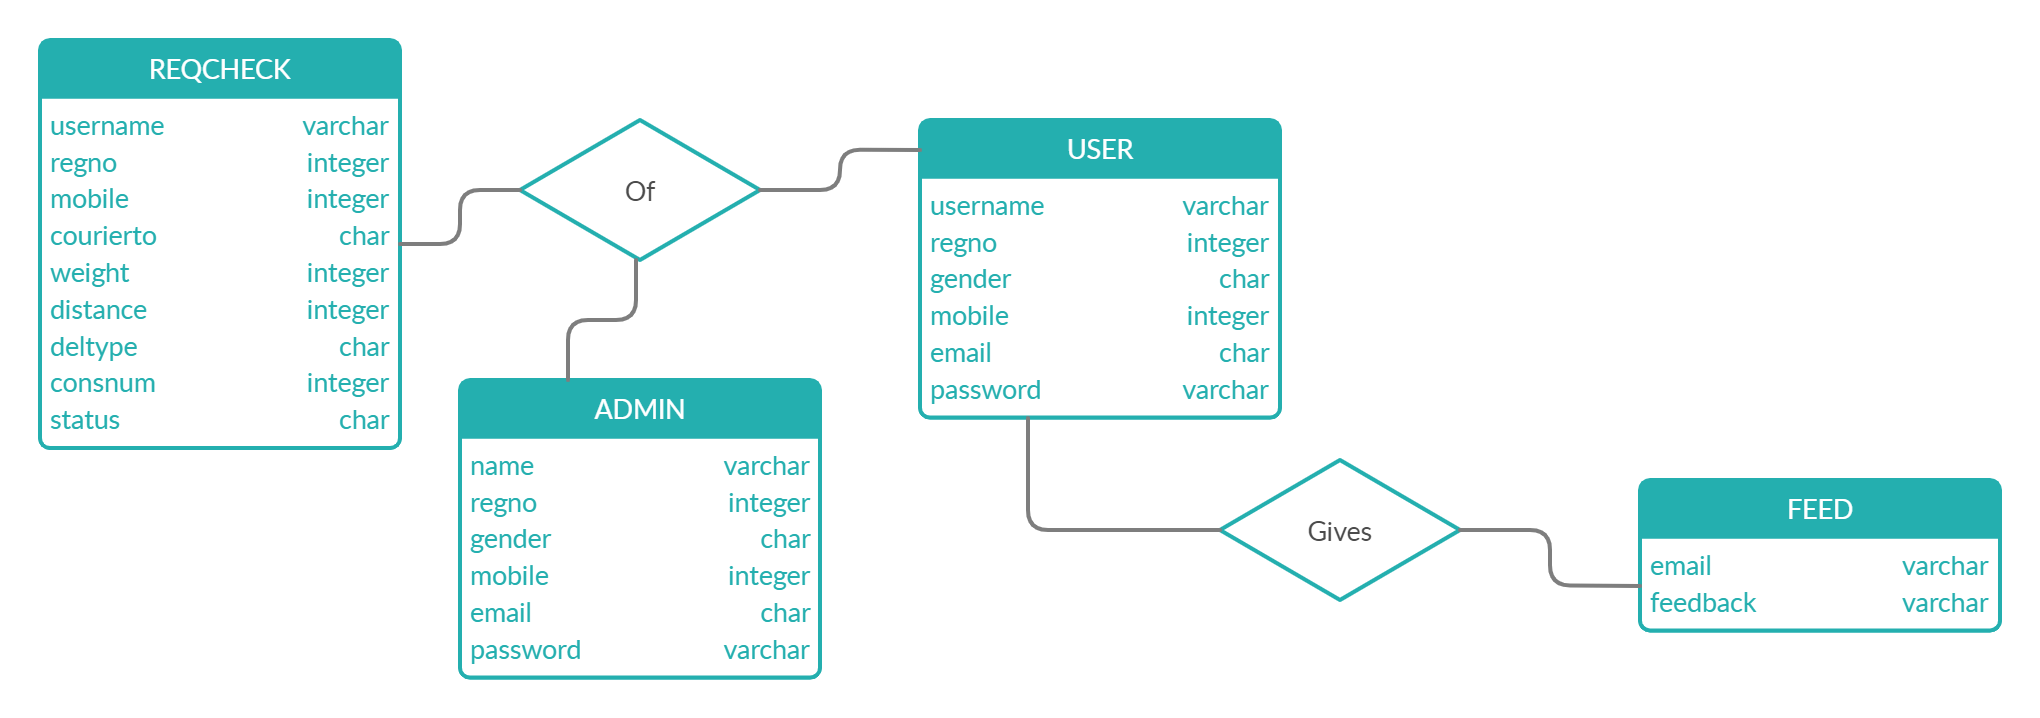 REQCHECK
username varchar
regno integer
mobile integer
courierto char
weight integer
distance integer
deltype char
consnum integer
status char
Of
USER
username varchar
regno integer
gender char
mobile integer
email char
password varchar
ADMIN
name varchar
regno integer
gender char
mobile integer
email char
password varchar
Gives
FEED
email varchar
feedback varchar